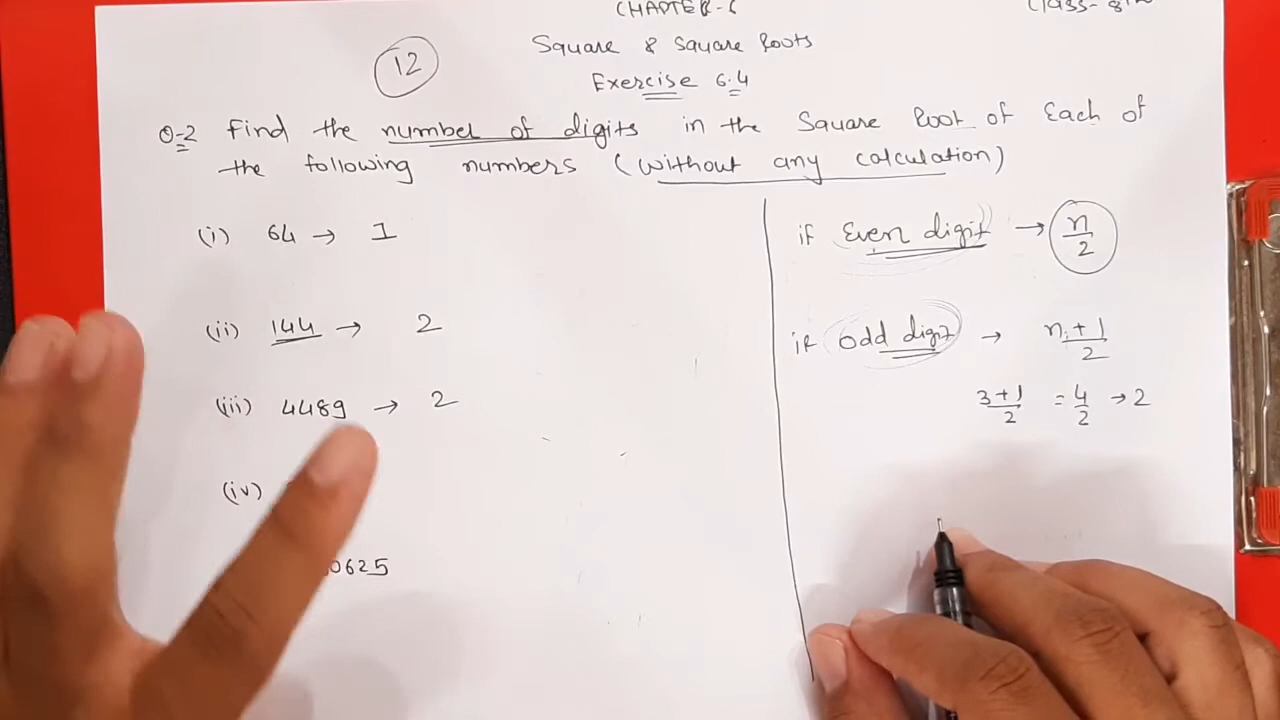 CHAPTER-6
Class- 8th
12
Square & Square Roots
Exercise 6.4
Q-2 Find the number of digits in the Square Root of Each of
the following numbers (without any calculation)
(i) 64 → 1
(ii) 144 → 2
(iii) 4489 → 2
(iv)
0625
if Even digit → n/2
if odd digit → n+1/2
3+1/2 = 4/2 → 2